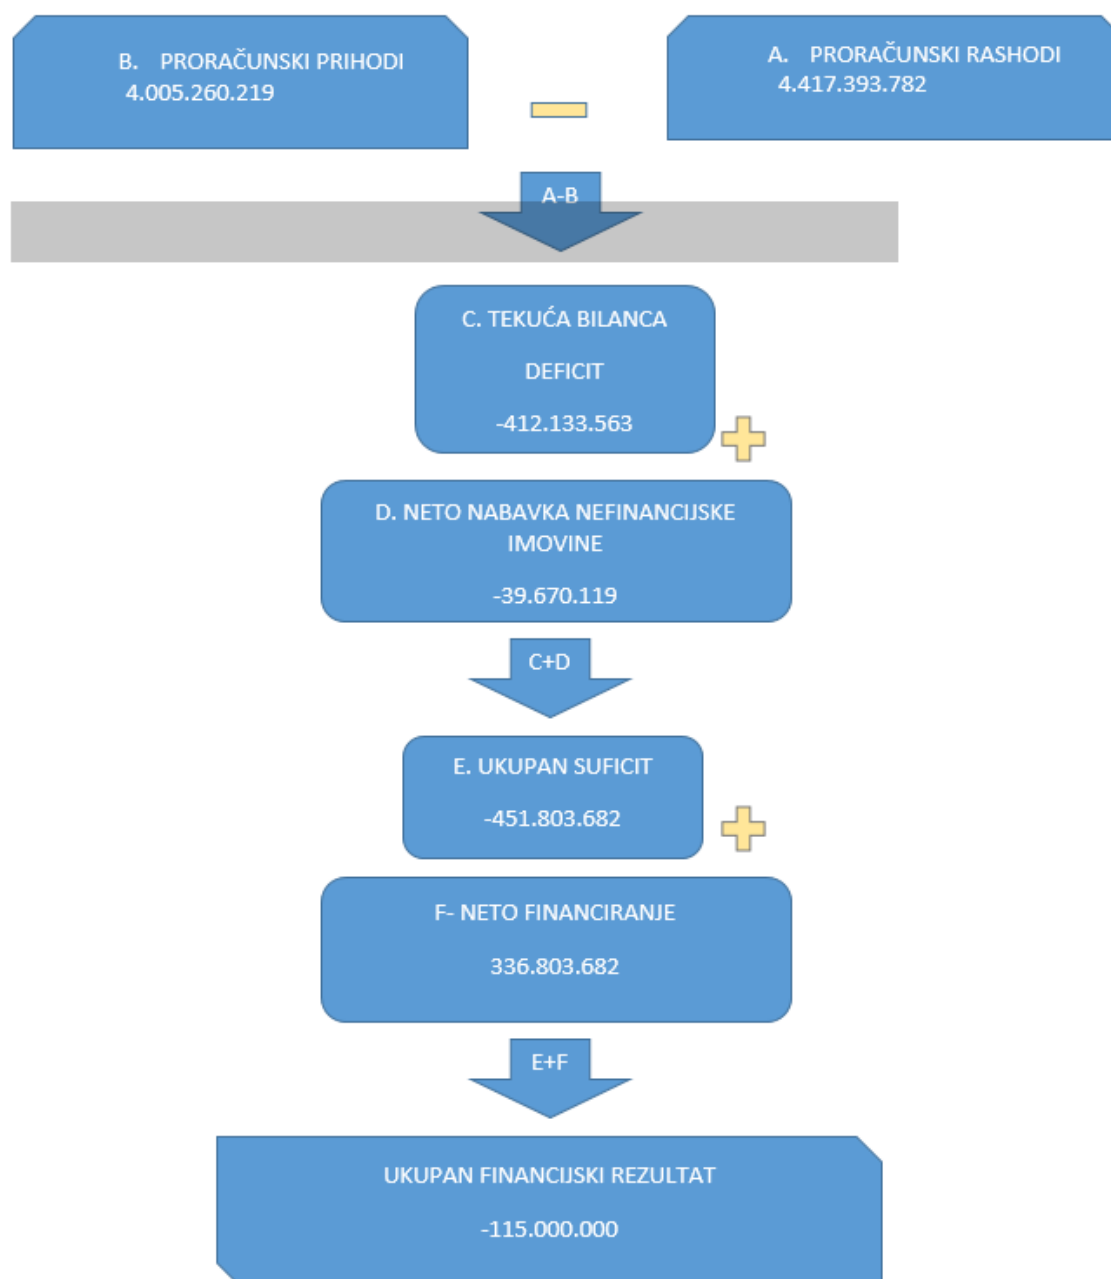 B. PRORAČUNSKI PRIHODI
4.005.260.219
A. PRORAČUNSKI RASHODI
4.417.393.782
A-B
C. TEKUĆA BILANCA
DEFICIT
-412.133.563
D. NETO NABAVKA NEFINANCIJSKE
IMOVINE
-39.670.119
C+D
E. UKUPAN SUFICIT
-451.803.682
F- NETO FINANCIRANJE
336.803.682
E+F
UKUPAN FINANCIJSKI REZULTAT
-115.000.000